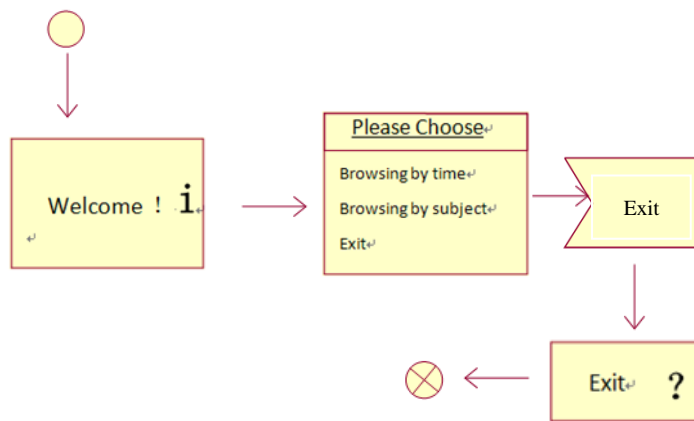 Welcome ! i
Please Choose
Browsing by time
Browsing by subject
Exit
Exit
Exit ?